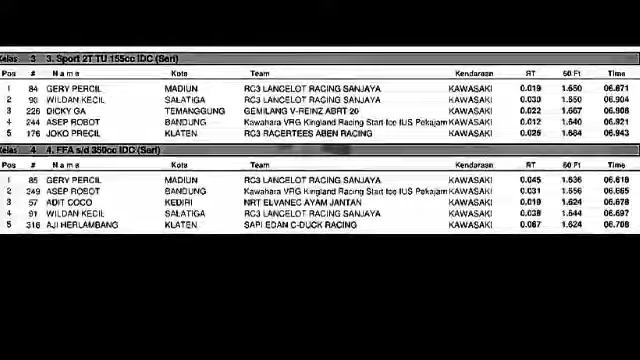 Kelas 3 3. Sport 2T TU 155cc IDC (Seri)
Pos # Nama Kota Team Kendaraan RT 60 Ft Time
1 84 GERY PERCIL MADIUN RC3 LANCELOT RACING SANJAYA KAWASAKI 0.019 1.650 06.871
2 90 WILDAN KECIL SALATIGA RC3 LANCELOT RACING SANJAYA KAWASAKI 0.030 1.550 06.904
3 226 DICKY GA TEMANGGUNG GEMILANG V-REINZ ABRT 20 KAWASAKI 0.022 1.667 06.908
4 244 ASEP ROBOT BANDUNG Kawahara VRG Kingland Racing Start Ice IUS Pekajam KAWASAKI 0.012 1.640 06.921
5 176 JOKO PRECIL KLATEN RC3 RACERTEES ABEN RACING KAWASAKI 0.026 1.684 06.943
Kelas 4 4. FFA s/d 350cc IDC (Seri)
Pos # Nama Kota Team Kendaraan RT 60 Ft Time
1 85 GERY PERCIL MADIUN RC3 LANCELOT RACING SANJAYA KAWASAKI 0.045 1.636 06.618
2 349 ASEP ROBOT BANDUNG Kawahara VRG Kingland Racing Start Ice IUS Pekajam KAWASAKI 0.031 1.656 06.665
3 57 ADIT COCO KEDIRI NRT ELVANEC AYAM JANTAN KAWASAKI 0.019 1.624 06.678
4 91 WILDAN KECIL SALATIGA RC3 LANCELOT RACING SANJAYA KAWASAKI 0.038 1.644 06.697
5 316 AJI HERLAMBANG KLATEN SAPI EDAN C-DUCK RACING KAWASAKI 0.067 1.624 06.708